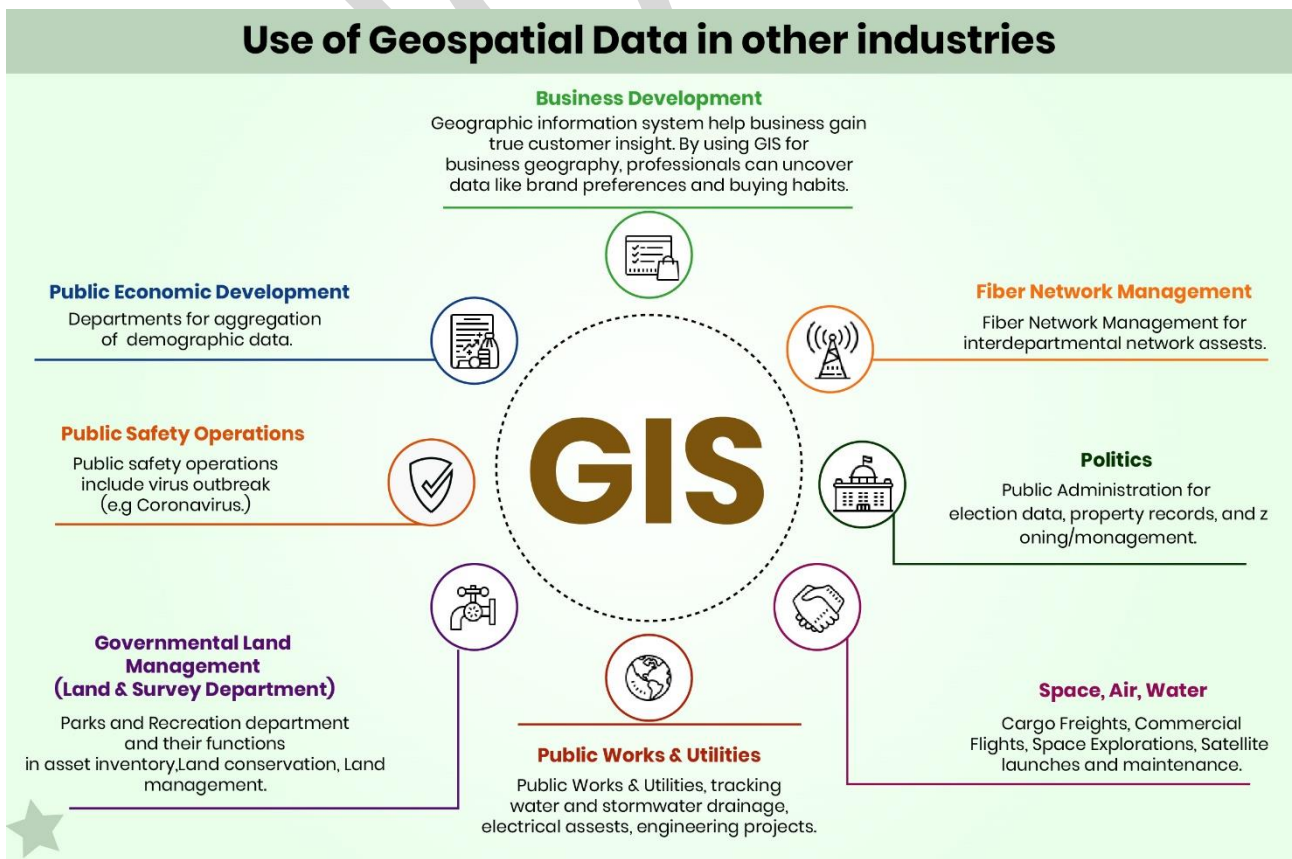 Use of Geospatial Data in other industries
Business Development
Geographic information system help business gain
true customer insight. By using GIS for
business geography, professionals can uncover
data like brand preferences and buying habits.
Public Economic Development
Departments for aggregation
of demographic data.
Fiber Network Management
Fiber Network Management for
interdepartmental network assests.
Public Safety Operations
Public safety operations
include virus outbreak
(e.g Coronavirus.)
GIS
Politics
Public Administration for
election data, property records, and z
oning/monagement.
Governmental Land
Management
(Land & Survey Department)
Parks and Recreation department
and their functions
in asset inventory,Land conservation, Land
management.
Public Works & Utilities
Public Works & Utilities, tracking
water and stormwater drainage,
electrical assests, engineering projects.
Space, Air, Water
Cargo Freights, Commercial
Flights, Space Explorations, Satellite
launches and maintenance.